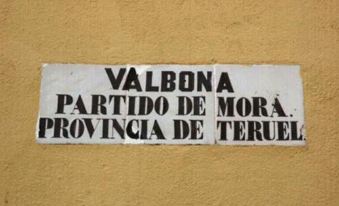 VALBONA
PARTIDO DE MORA.
PROVINCIA DE TERUEL.